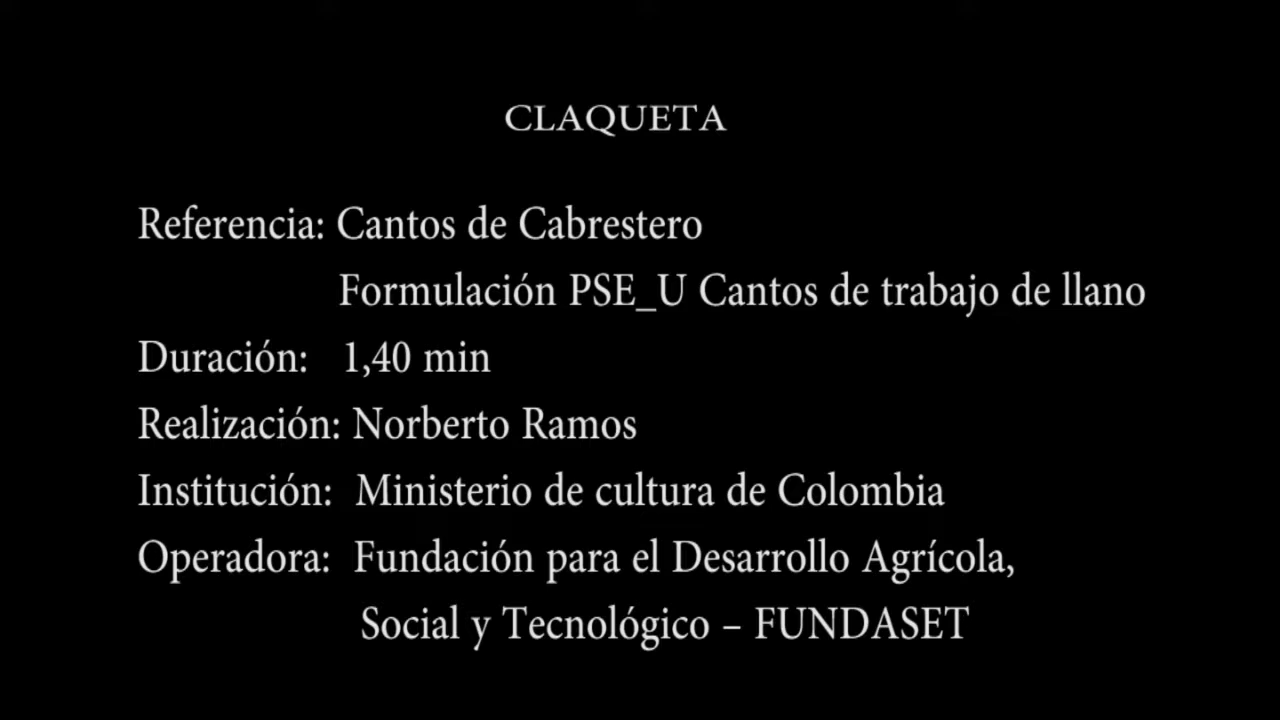 CLAQUETA
Referencia: Cantos de Cabrestero
Formulación PSE_U Cantos de trabajo de llano
Duración: 1,40 min
Realización: Norberto Ramos
Institución: Ministerio de cultura de Colombia
Operadora: Fundación para el Desarrollo Agrícola,
Social y Tecnológico – FUNDASET